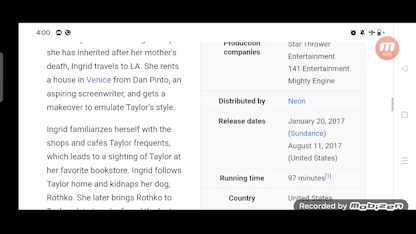 4:00
she has inherited after her mother's
death, Ingrid travels to LA. She rents
a house in Venice from Dan Pinto, an
aspiring screenwriter, and gets a
makeover to emulate Taylor's style.
Ingrid familiarizes herself with the
shops and cafés Taylor frequents,
which leads to a sighting of Taylor at
her favorite bookstore. Ingrid follows
Taylor home and kidnaps her dog,
Rothko. She later brings Rothko to
Production
companies
Star Thrower
Entertainment
141 Entertainment
Mighty Engine
Distributed by
Neon
Release dates
January 20, 2017
(Sundance)
August 11, 2017
(United States)
Running time
97 minutes[1]
Country
United States
Recorded by
Mobizen